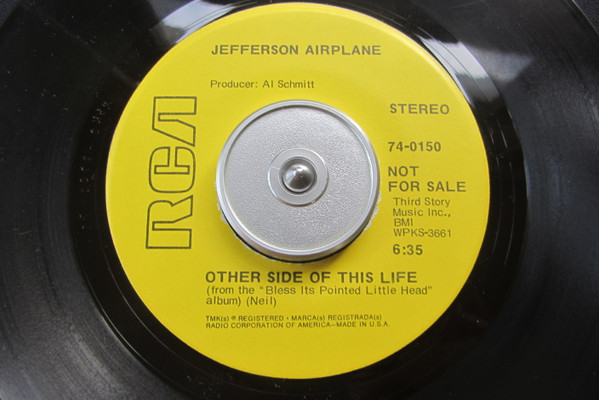 JEFFERSON AIRPLANE
Producer: Al Schmitt
RCA
STEREO
74-0150
NOT
FOR SALE
Third Story
Music Inc.,
BMI
WPKS-3661
6:35
OTHER SIDE OF THIS LIFE
(from the "Bless Its Pointed Little Head"
album) (Neil)
TMK(s) ® REGISTERED • MARCA(s) REGISTRADA(s)
RADIO CORPORATION OF AMERICA—MADE IN U.S.A.